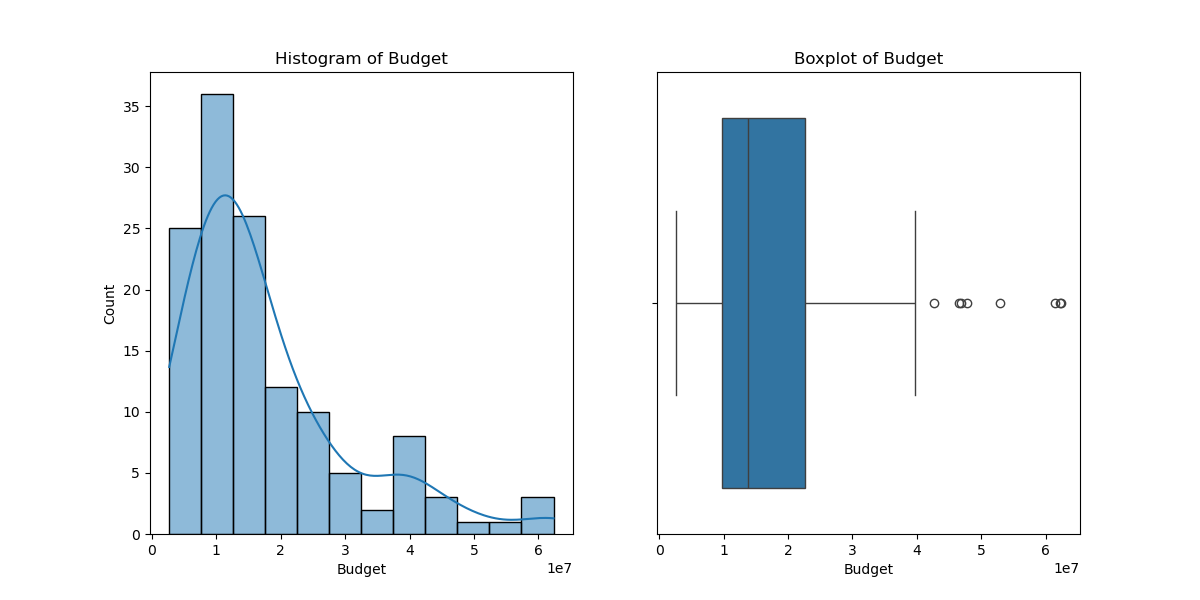 Histogram of Budget
35
30
25
20
15
10
5
0
Count
0 1 2 3 4 5 6
1e7
Budget
Boxplot of Budget
0 1 2 3 4 5 6
1e7
Budget